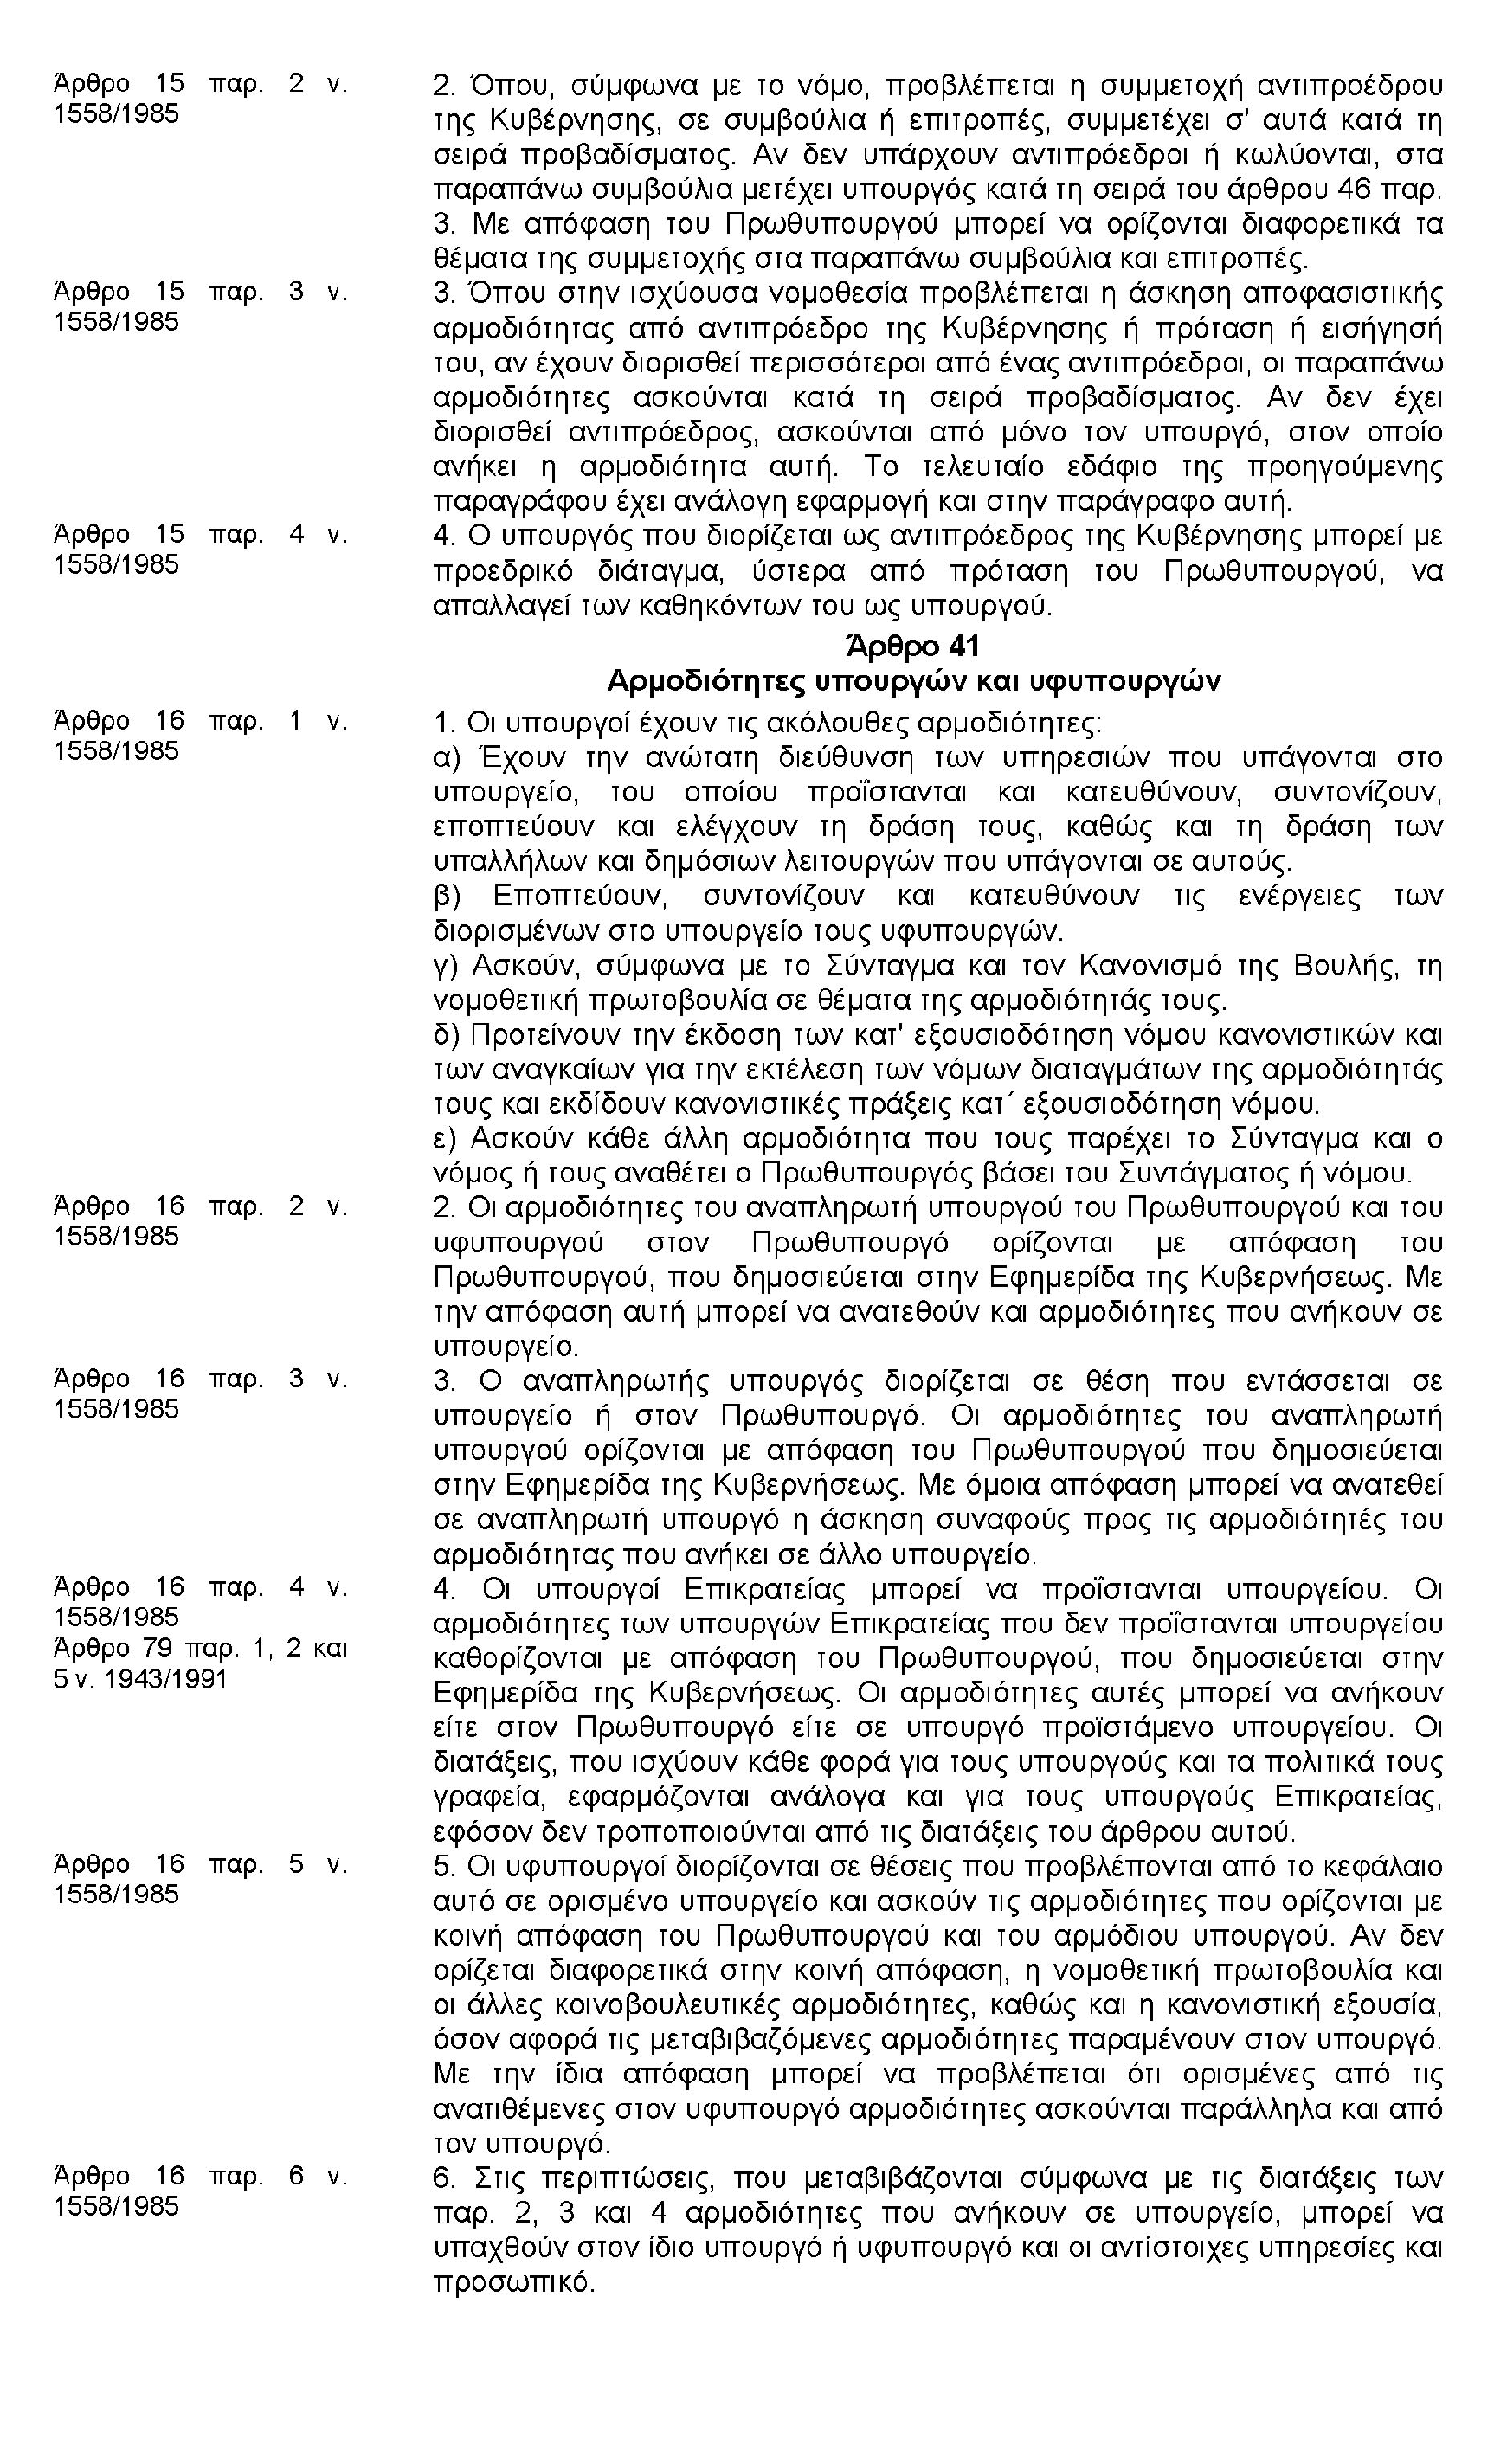 Άρθρο 15 παρ. 2 ν.
1558/1985
2. Όπου, σύμφωνα με το νόμο, προβλέπεται η συμμετοχή αντιπροέδρου
της Κυβέρνησης, σε συμβούλια ή επιτροπές, συμμετέχει σ' αυτά κατά τη
σειρά προβαδίσματος. Αν δεν υπάρχουν αντιπρόεδροι ή κωλύονται, στα
παραπάνω συμβούλια μετέχει υπουργός κατά τη σειρά του άρθρου 46 παρ.
3. Με απόφαση του Πρωθυπουργού μπορεί να ορίζονται διαφορετικά τα
θέματα της συμμετοχής στα παραπάνω συμβούλια και επιτροπές.
Άρθρο 15 παρ. 3 ν.
1558/1985
3. Όπου στην ισχύουσα νομοθεσία προβλέπεται η άσκηση αποφασιστικής
αρμοδιότητας από αντιπρόεδρο της Κυβέρνησης ή πρόταση ή εισήγησή
του, αν έχουν διορισθεί περισσότεροι από ένας αντιπρόεδροι, οι παραπάνω
αρμοδιότητες ασκούνται κατά τη σειρά προβαδίσματος. Αν δεν έχει
διορισθεί αντιπρόεδρος, ασκούνται από μόνο τον υπουργό, στον οποίο
ανήκει η αρμοδιότητα αυτή. Το τελευταίο εδάφιο της προηγούμενης
παραγράφου έχει ανάλογη εφαρμογή και στην παράγραφο αυτή.
Άρθρο 15 παρ. 4 ν.
1558/1985
4. Ο υπουργός που διορίζεται ως αντιπρόεδρος της Κυβέρνησης μπορεί με
προεδρικό διάταγμα, ύστερα από πρόταση του Πρωθυπουργού, να
απαλλαγεί των καθηκόντων του ως υπουργού.
Άρθρο 41
Αρμοδιότητες υπουργών και υφυπουργών
Άρθρο 16 παρ. 1 ν.
1558/1985
1. Οι υπουργοί έχουν τις ακόλουθες αρμοδιότητες:
α) Έχουν την ανώτατη διεύθυνση των υπηρεσιών που υπάγονται στο
υπουργείο, του οποίου προΐστανται και κατευθύνουν, συντονίζουν,
εποπτεύουν και ελέγχουν τη δράση τους, καθώς και τη δράση των
υπαλλήλων και δημόσιων λειτουργών που υπάγονται σε αυτούς.
β) Εποπτεύουν, συντονίζουν και κατευθύνουν τις ενέργειες των
διορισμένων στο υπουργείο τους υφυπουργών.
γ) Ασκούν, σύμφωνα με το Σύνταγμα και τον Κανονισμό της Βουλής, τη
νομοθετική πρωτοβουλία σε θέματα της αρμοδιότητάς τους.
δ) Προτείνουν την έκδοση των κατ' εξουσιοδότηση νόμου κανονιστικών και
των αναγκαίων για την εκτέλεση των νόμων διαταγμάτων της αρμοδιότητάς
τους και εκδίδουν κανονιστικές πράξεις κατ΄ εξουσιοδότηση νόμου.
ε) Ασκούν κάθε άλλη αρμοδιότητα που τους παρέχει το Σύνταγμα και ο
νόμος ή τους αναθέτει ο Πρωθυπουργός βάσει του Συντάγματος ή νόμου.
Άρθρο 16 παρ. 2 ν.
1558/1985
2. Οι αρμοδιότητες του αναπληρωτή υπουργού του Πρωθυπουργού και του
υφυπουργού στον Πρωθυπουργό ορίζονται με απόφαση του
Πρωθυπουργού, που δημοσιεύεται στην Εφημερίδα της Κυβερνήσεως. Με
την απόφαση αυτή μπορεί να ανατεθούν και αρμοδιότητες που ανήκουν σε
υπουργείο.
Άρθρο 16 παρ. 3 ν.
1558/1985
3. Ο αναπληρωτής υπουργός διορίζεται σε θέση που εντάσσεται σε
υπουργείο ή στον Πρωθυπουργό. Οι αρμοδιότητες του αναπληρωτή
υπουργού ορίζονται με απόφαση του Πρωθυπουργού που δημοσιεύεται
στην Εφημερίδα της Κυβερνήσεως. Με όμοια απόφαση μπορεί να ανατεθεί
σε αναπληρωτή υπουργό η άσκηση συναφούς προς τις αρμοδιότητές του
αρμοδιότητας που ανήκει σε άλλο υπουργείο.
Άρθρο 16 παρ. 4 ν.
1558/1985
Άρθρο 79 παρ. 1, 2 και
5 ν. 1943/1991
4. Οι υπουργοί Επικρατείας μπορεί να προΐστανται υπουργείου. Οι
αρμοδιότητες των υπουργών Επικρατείας που δεν προΐστανται υπουργείου
καθορίζονται με απόφαση του Πρωθυπουργού, που δημοσιεύεται στην
Εφημερίδα της Κυβερνήσεως. Οι αρμοδιότητες αυτές μπορεί να ανήκουν
είτε στον Πρωθυπουργό είτε σε υπουργό προϊστάμενο υπουργείου. Οι
διατάξεις, που ισχύουν κάθε φορά για τους υπουργούς και τα πολιτικά τους
γραφεία, εφαρμόζονται ανάλογα και για τους υπουργούς Επικρατείας,
εφόσον δεν τροποποιούνται από τις διατάξεις του άρθρου αυτού.
Άρθρο 16 παρ. 5 ν.
1558/1985
5. Οι υφυπουργοί διορίζονται σε θέσεις που προβλέπονται από το κεφάλαιο
αυτό σε ορισμένο υπουργείο και ασκούν τις αρμοδιότητες που ορίζονται με
κοινή απόφαση του Πρωθυπουργού και του αρμόδιου υπουργού. Αν δεν
ορίζεται διαφορετικά στην κοινή απόφαση, η νομοθετική πρωτοβουλία και
οι άλλες κοινοβουλευτικές αρμοδιότητες, καθώς και η κανονιστική εξουσία,
όσον αφορά τις μεταβιβαζόμενες αρμοδιότητες παραμένουν στον υπουργό.
Με την ίδια απόφαση μπορεί να προβλέπεται ότι ορισμένες από τις
ανατιθέμενες στον υφυπουργό αρμοδιότητες ασκούνται παράλληλα και από
τον υπουργό.
Άρθρο 16 παρ. 6 ν.
1558/1985
6. Στις περιπτώσεις, που μεταβιβάζονται σύμφωνα με τις διατάξεις των
παρ. 2, 3 και 4 αρμοδιότητες που ανήκουν σε υπουργείο, μπορεί να
υπαχθούν στον ίδιο υπουργό ή υφυπουργό και οι αντίστοιχες υπηρεσίες και
προσωπικό.